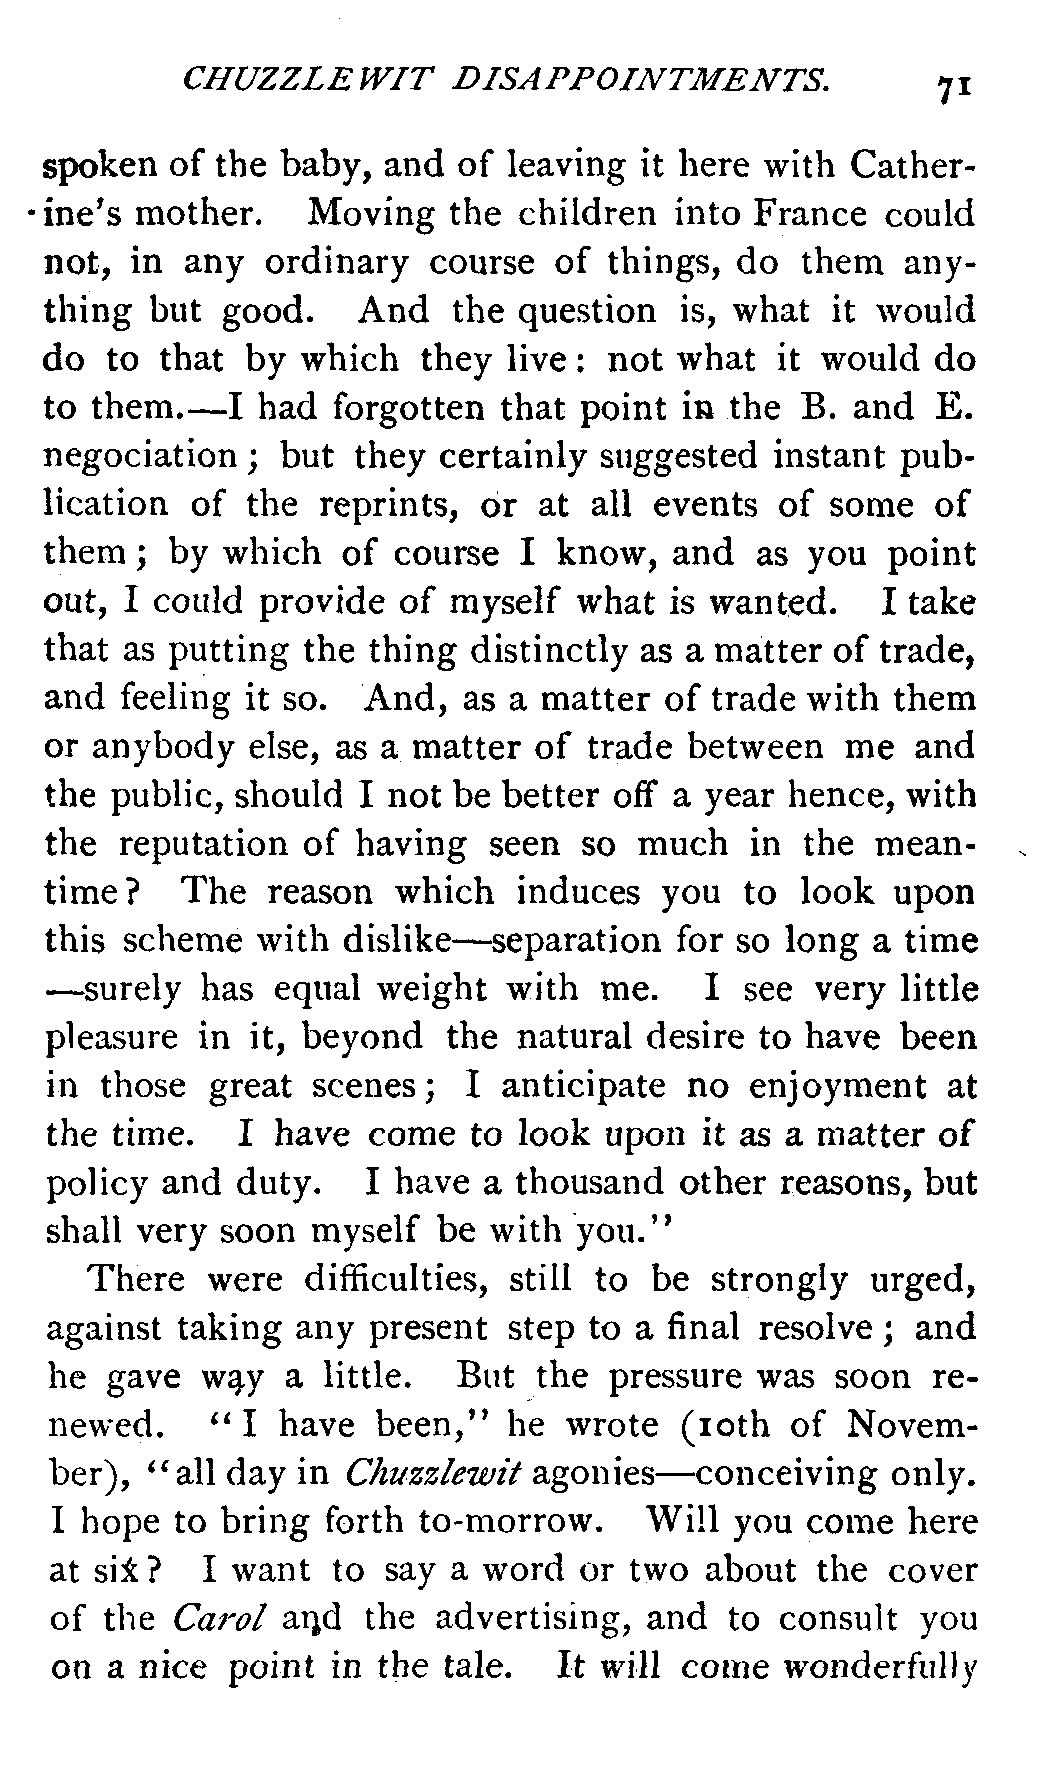 CHUZZLEWIT DISAPPOINTMENTS. 71
spoken of the baby, and of leaving it here with Cather-
ine's mother. Moving the children into France could
not, in any ordinary course of things, do them any-
thing but good. And the question is, what it would
do to that by which they live: not what it would do
to them.—I had forgotten that point in the B. and E.
negociation; but they certainly suggested instant pub-
lication of the reprints, or at all events of some of
them; by which of course I know, and as you point
out, I could provide of myself what is wanted. I take
that as putting the thing distinctly as a matter of trade,
and feeling it so. And, as a matter of trade with them
or anybody else, as a matter of trade between me and
the public, should I not be better off a year hence, with
the reputation of having seen so much in the mean-
time? The reason which induces you to look upon
this scheme with dislike—separation for so long a time
—surely has equal weight with me. I see very little
pleasure in it, beyond the natural desire to have been
in those great scenes; I anticipate no enjoyment at
the time. I have come to look upon it as a matter of
policy and duty. I have a thousand other reasons, but
shall very soon myself be with you."
There were difficulties, still to be strongly urged,
against taking any present step to a final resolve; and
he gave way a little. But the pressure was soon re-
newed. "I have been," he wrote (10th of Novem-
ber), "all day in Chuzzlewit agonies—conceiving only.
I hope to bring forth to-morrow. Will you come here
at six? I want to say a word or two about the cover
of the Carol and the advertising, and to consult you
on a nice point in the tale. It will come wonderfully